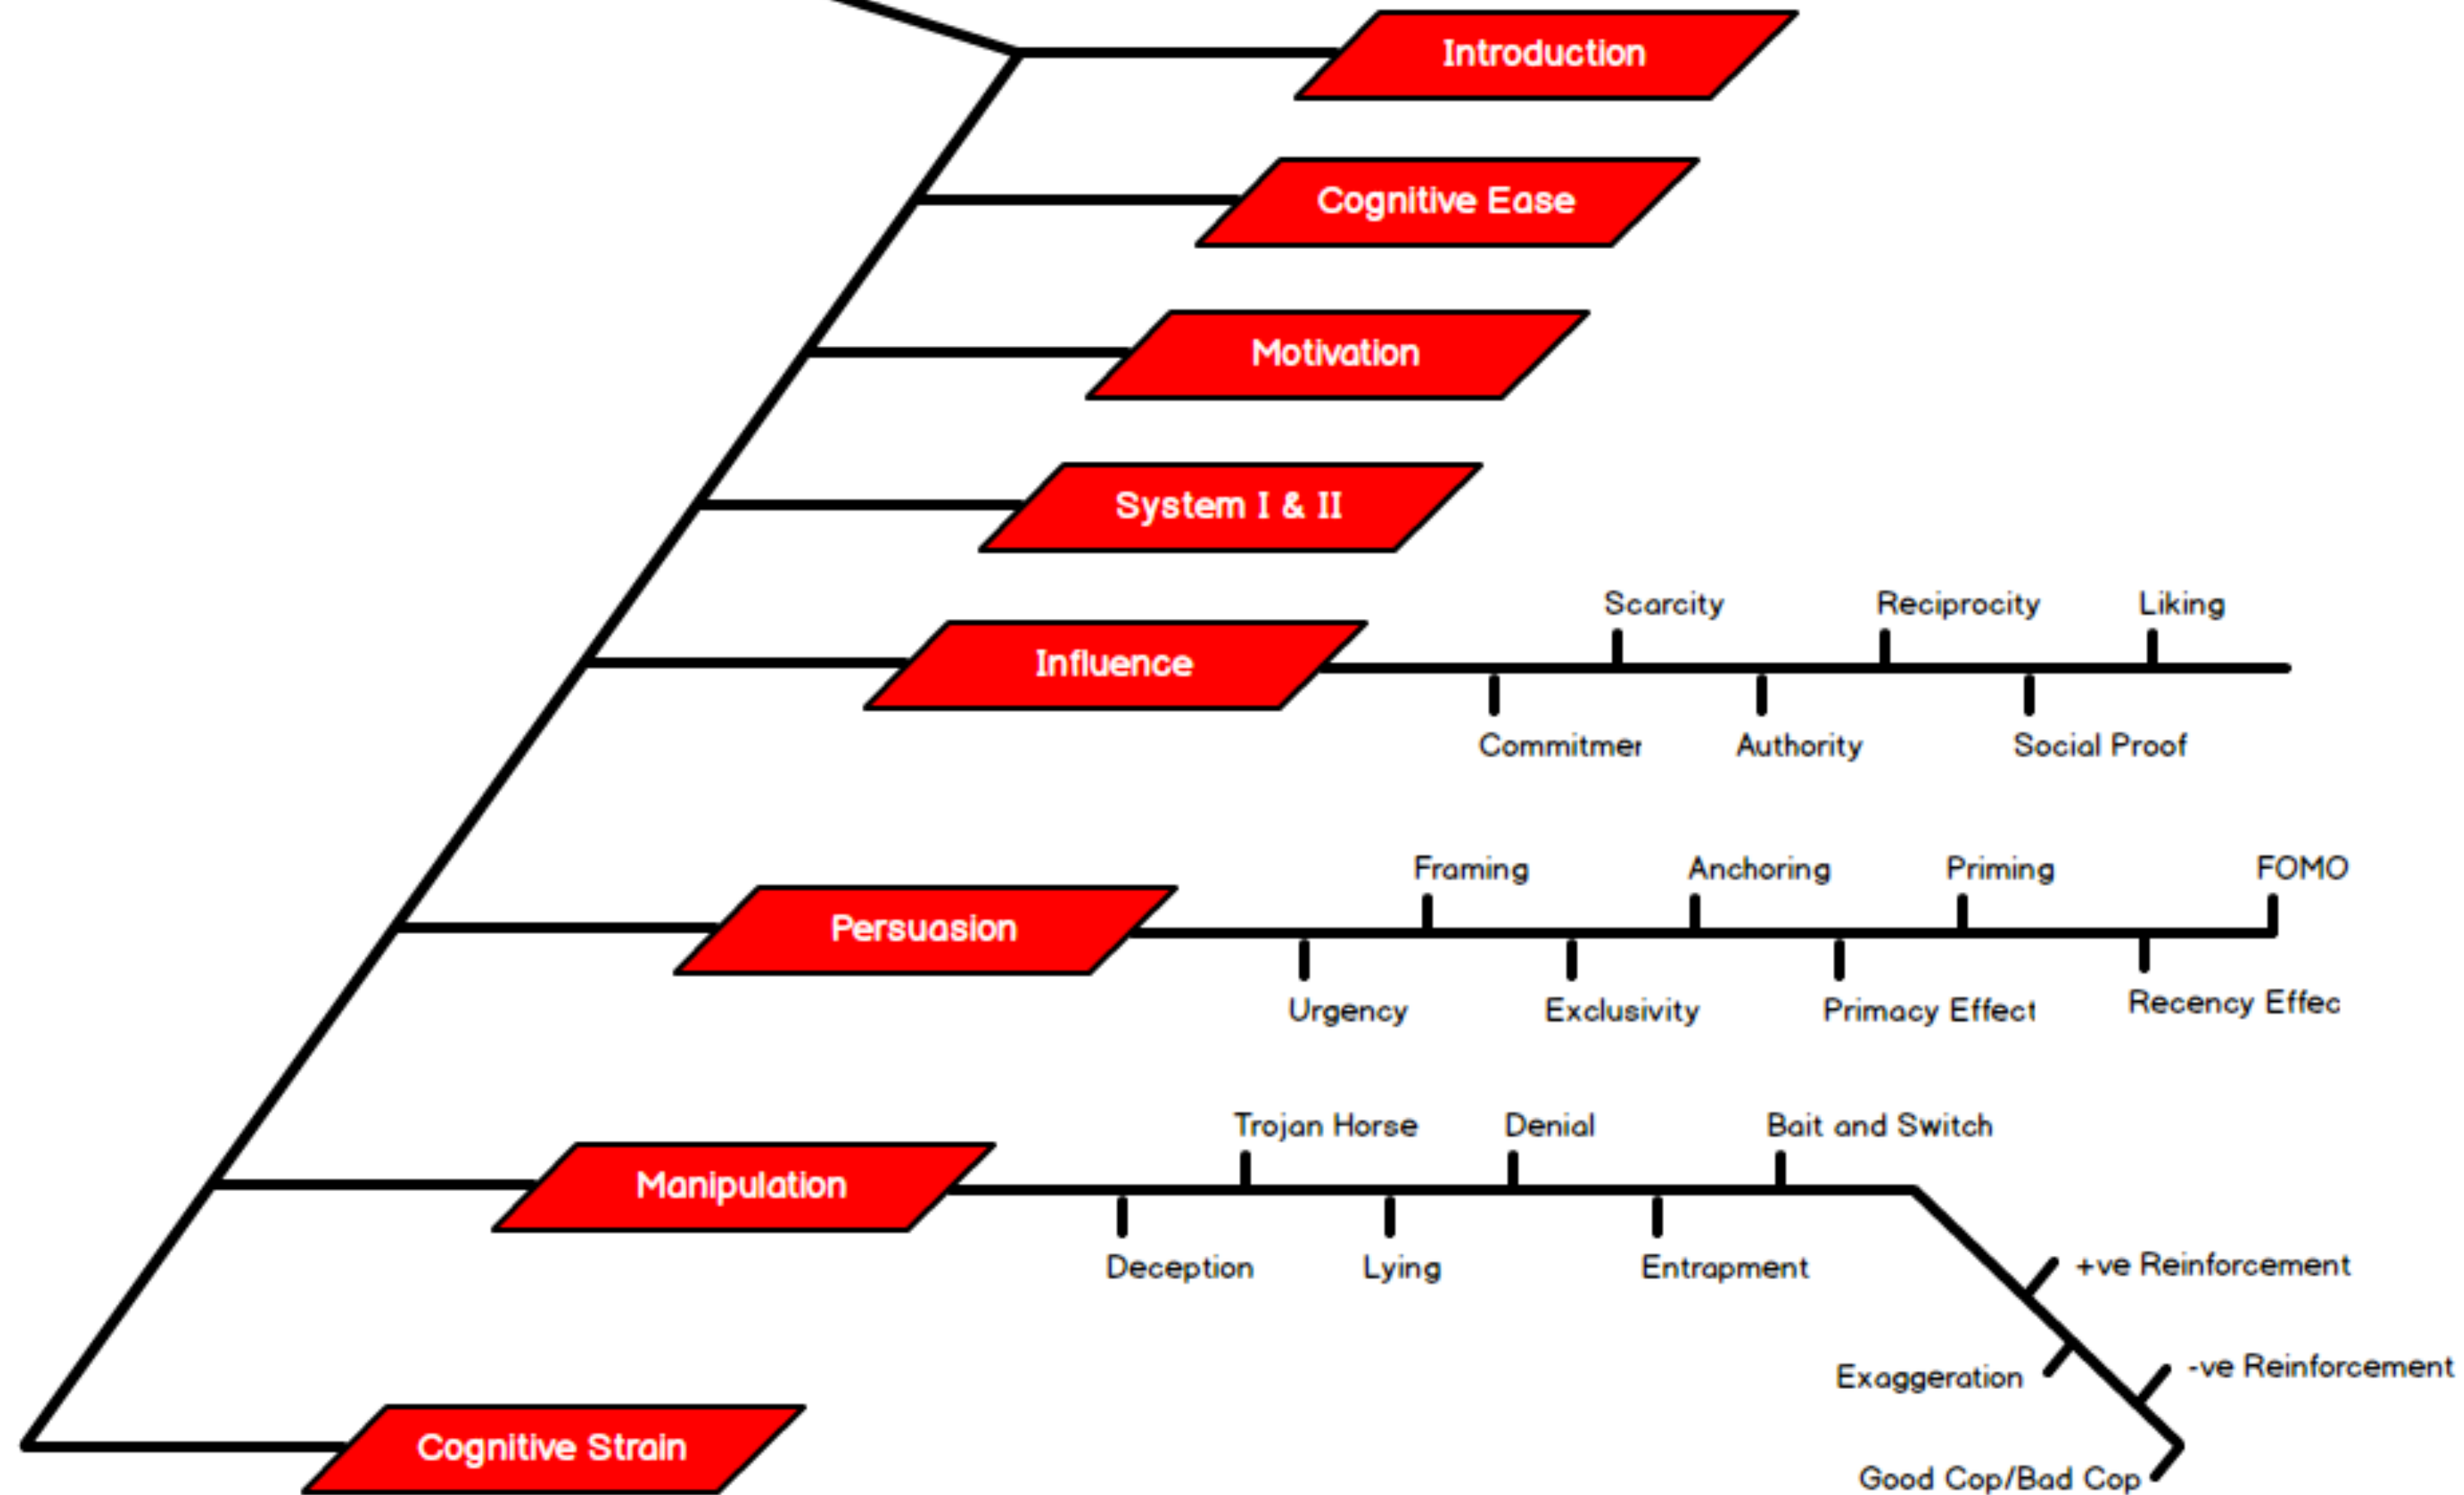 Introduction
Cognitive Ease
Motivation
System I & II
Scarcity
Reciprocity
Liking
Influence
Commitmer
Authority
Social Proof
Framing
Anchoring
Priming
FOMO
Persuasion
Urgency
Exclusivity
Primacy Effect
Recency Effec
Trojan Horse
Denial
Bait and Switch
Manipulation
Deception
Lying
Entrapment
+ve Reinforcement
Exaggeration
-ve Reinforcement
Cognitive Strain
Good Cop/Bad Cop